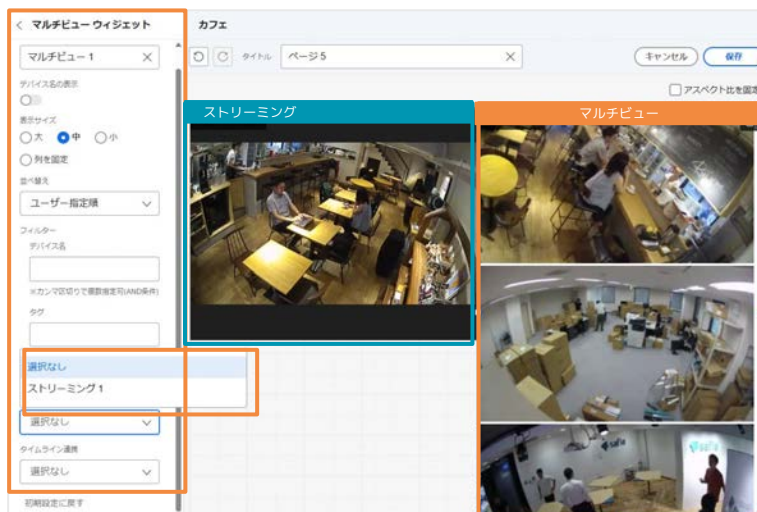 マルチビュー ウィジェット
カフェ
マルチビュー 1
タイトル
ページ 5
キャンセル
保存
デバイス名の表示
アスペクト比を固定
表示サイズ
大
中
小
列を固定
並べ替え
ユーザー指定順
フィルター
デバイス名
※カンマ区切りで複数指定可(AND条件)
タグ
選択なし
ストリーミング 1
選択なし
タイムライン連携
選択なし
初期設定に戻す
ストリーミング
マルチビュー
safie
safie